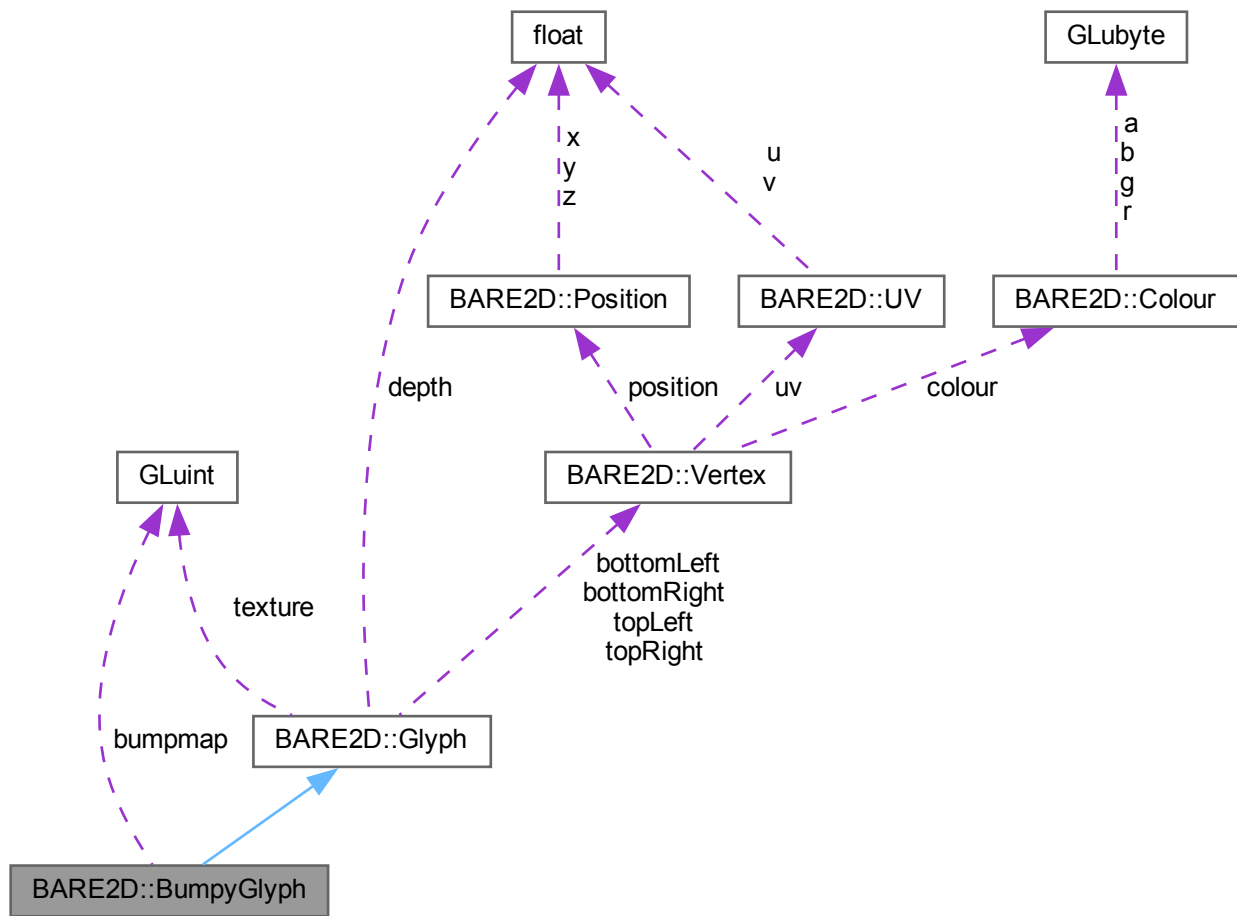 float
GLubyte
x
y
z
u
v
a
b
g
r
BARE2D::Position
BARE2D::UV
BARE2D::Colour
depth
position
uv
colour
GLuint
BARE2D::Vertex
texture
bottomLeft
bottomRight
topLeft
topRight
bumpmap
BARE2D::Glyph
BARE2D::BumpyGlyph